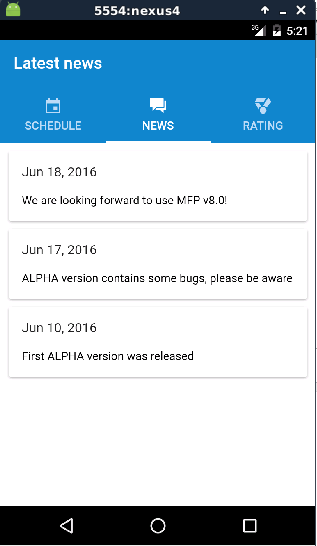 5554:nexus4
3G 5:21
Latest news
SCHEDULE NEWS RATING
Jun 18, 2016
We are looking forward to use MFP v8.0!
Jun 17, 2016
ALPHA version contains some bugs, please be aware
Jun 10, 2016
First ALPHA version was released